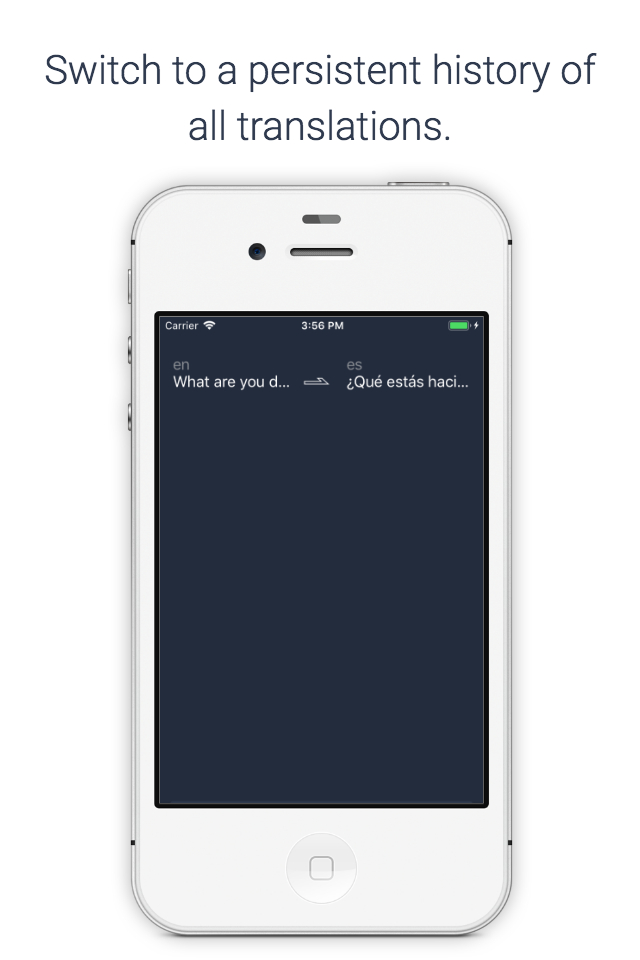 Switch to a persistent history of
all translations.
Carrier 3:56 PM
en es
What are you d... ¿Qué estás haci...